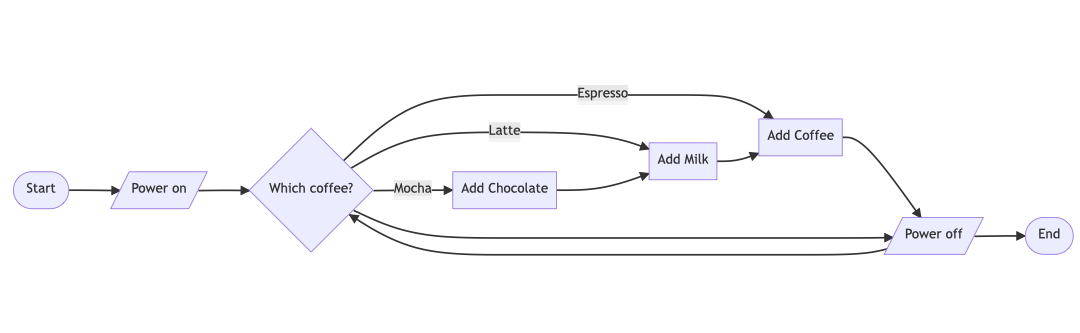 Espresso
Latte
Add Coffee
Add Milk
Start
Power on
Which coffee?
Mocha
Add Chocolate
Power off
End